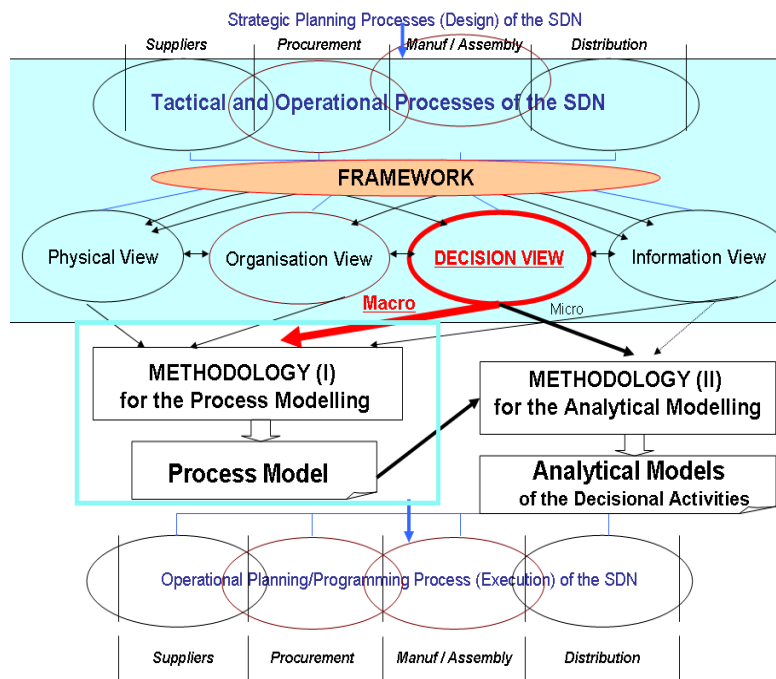 Strategic Planning Processes (Design) of the SDN
Suppliers Procurement Manuf / Assembly Distribution
Tactical and Operational Processes of the SDN
FRAMEWORK
Physical View
Organisation View
DECISION VIEW
Information View
Macro
Micro
METHODOLOGY (I)
for the Process Modelling
METHODOLOGY (II)
for the Analytical Modelling
Process Model
Analytical Models
of the Decisional Activities
Operational Planning/Programming Process (Execution) of the SDN
Suppliers Procurement Manuf / Assembly Distribution